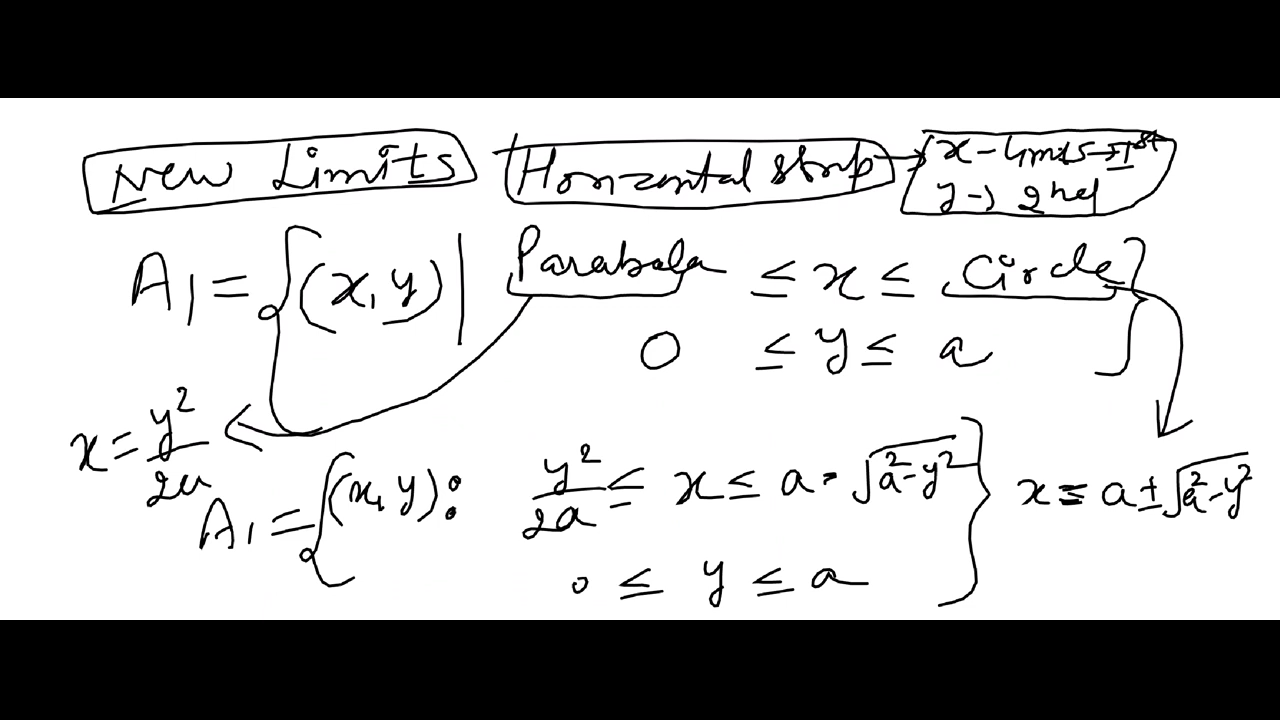 New Limits Horizontal strip → x - limits → Ist
y → 2nd
A1 = {(x, y) | Parabola ≤ x ≤ Circle
0 ≤ y ≤ a}
x = y²/2a
A1 = {(x, y) : y²/2a ≤ x ≤ a - √a²-y² x = a ± √a²-y²
0 ≤ y ≤ a}